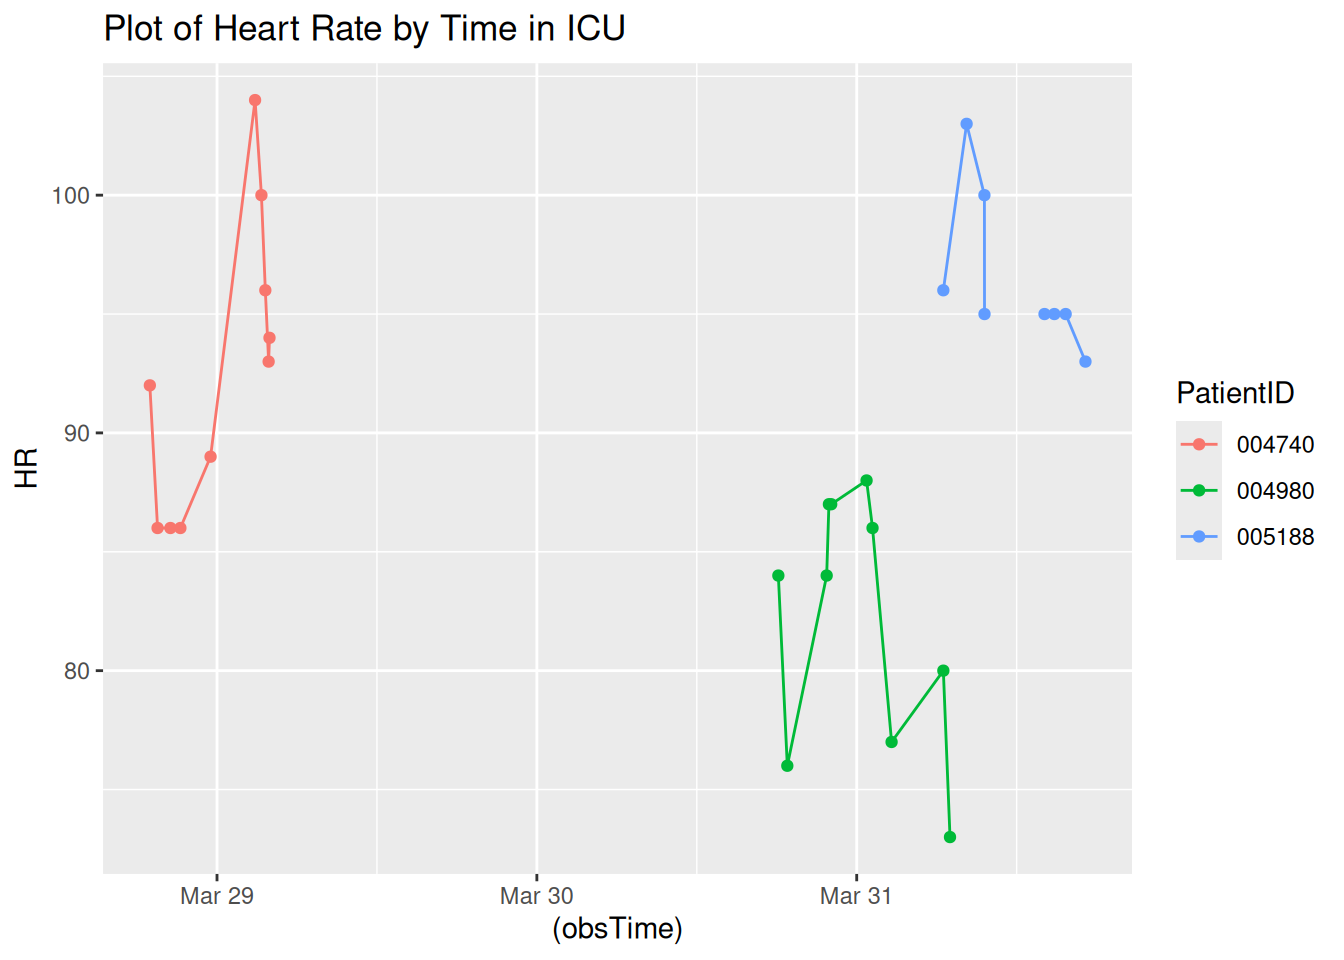 Plot of Heart Rate by Time in ICU
100
90
80
HR
Mar 29
Mar 30
Mar 31
(obsTime)
PatientID
004740
004980
005188